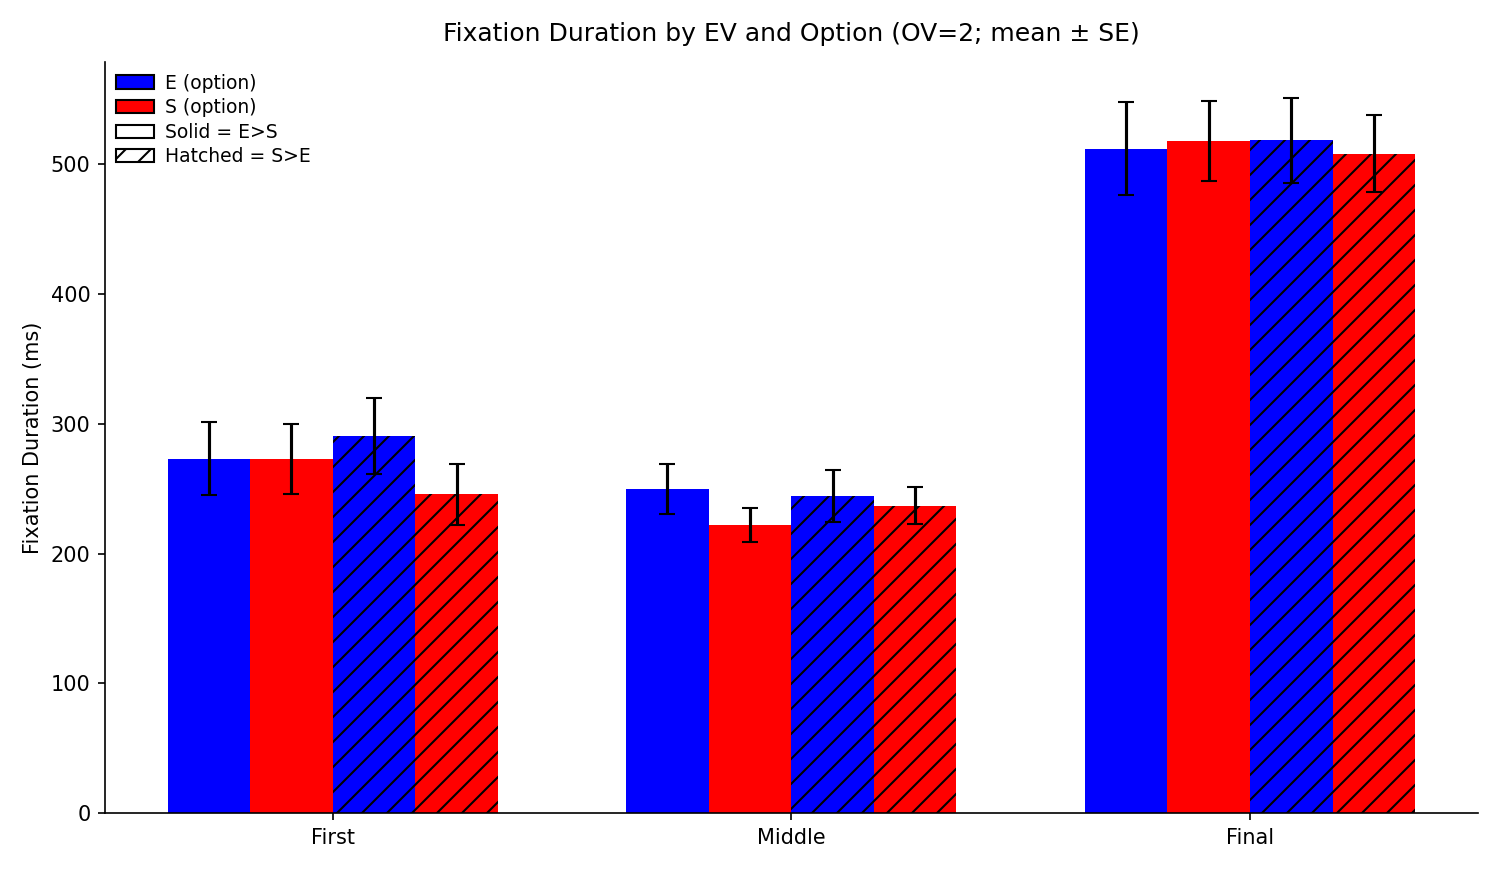 Fixation Duration by EV and Option (OV=2; mean ± SE)
E (option)
S (option)
Solid = E>S
Hatched = S>E
Fixation Duration (ms)
500
400
300
200
100
0
First
Middle
Final